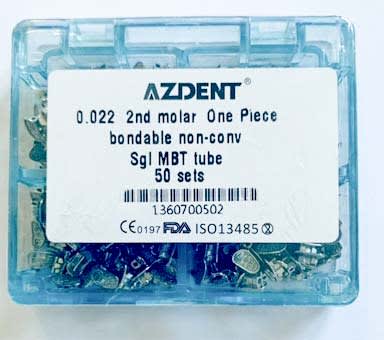 AZDENT®
0.022 2nd molar One Piece
bondable non-conv
Sgl MBT tube
50 sets
1360700502
CE0197 FDA ISO13485